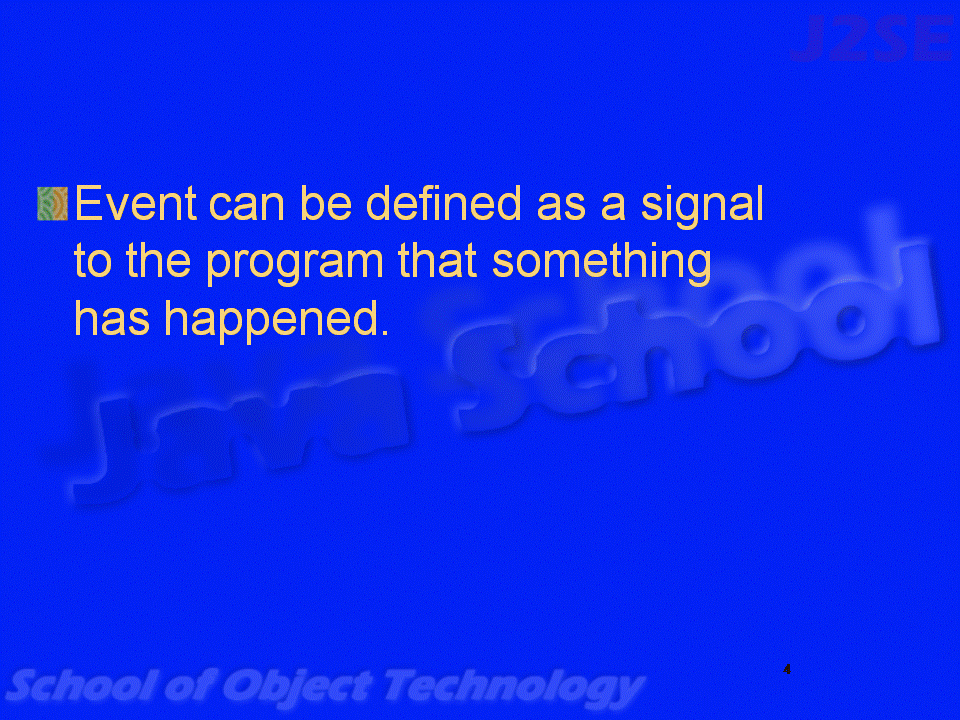 J2SE
Event can be defined as a signal
to the program that something
has happened.
Java School
School of Object Technology
4